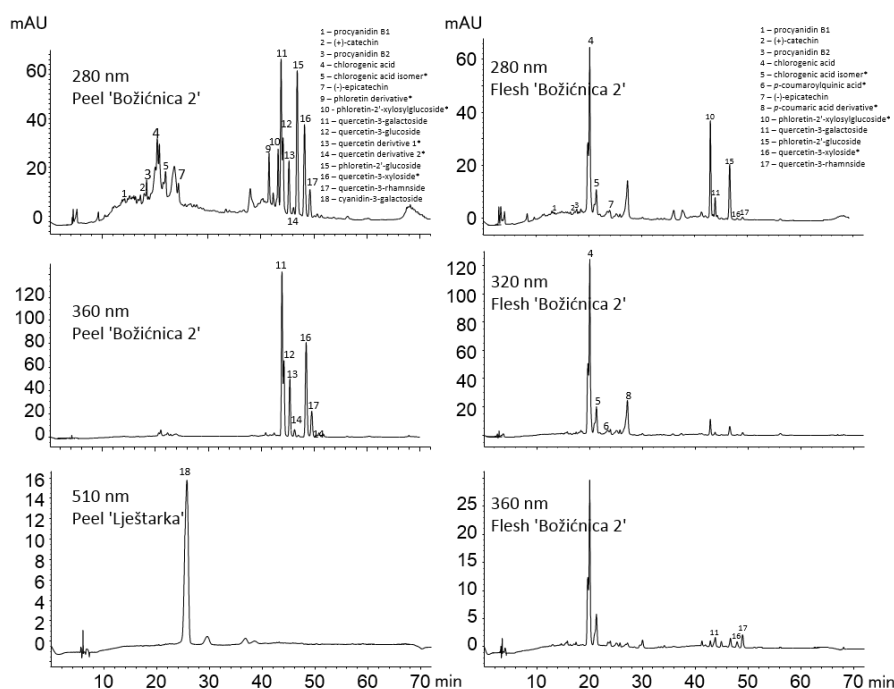 mAU
1 – procyanidin B1
2 – (+)-catechin
3 – procyanidin B2
4 – chlorogenic acid
5 – chlorogenic acid isomer*
7 – (-)-epicatechin
9 – phloretin derivative*
10 - phloretin-2'-xylosylglucoside*
11 – quercetin-3-galactoside
12 – quercetin-3-glucoside
13 – quercetin derivtive 1*
14 – quercetin derivative 2*
15 – phloretin-2'-glucoside
16 – quercetin-3-xyloside*
17 – quercetin-3-rhamnside
18 – cyanidin-3-galactoside
280 nm
Peel 'Božićnica 2'
60
40
20
0
1
2
3
4
5
7
9
10
11
12
13
14
15
16
17
360 nm
Peel 'Božićnica 2'
120
100
80
60
40
20
0
11
12
13
14
16
17
510 nm
Peel 'Lještarka'
16
14
12
10
8
6
4
2
0
18
10
20
30
40
50
60
70 min
mAU
1 – procyanidin B1
2 – (+)-catechin
3 – procyanidin B2
4 – chlorogenic acid
5 – chlorogenic acid isomer*
6 – p-coumaroylquinic acid*
7 – (-)-epicatechin
8 – p-coumaric acid derivative*
10 – phloretin-2'-xylosylglucoside*
11 – quercetin-3-galactoside
15 – phloretin-2'-glucoside
16 – quercetin-3-xyloside*
17 – quercetin-3-rhamnside
280 nm
Flesh 'Božićnica 2'
60
40
20
0
1
2
3
4
5
7
10
11
15
16
17
320 nm
Flesh 'Božićnica 2'
120
100
80
60
40
20
0
4
5
6
8
360 nm
Flesh 'Božićnica 2'
25
20
15
10
5
0
11
16
17
10
20
30
40
50
60
70 min